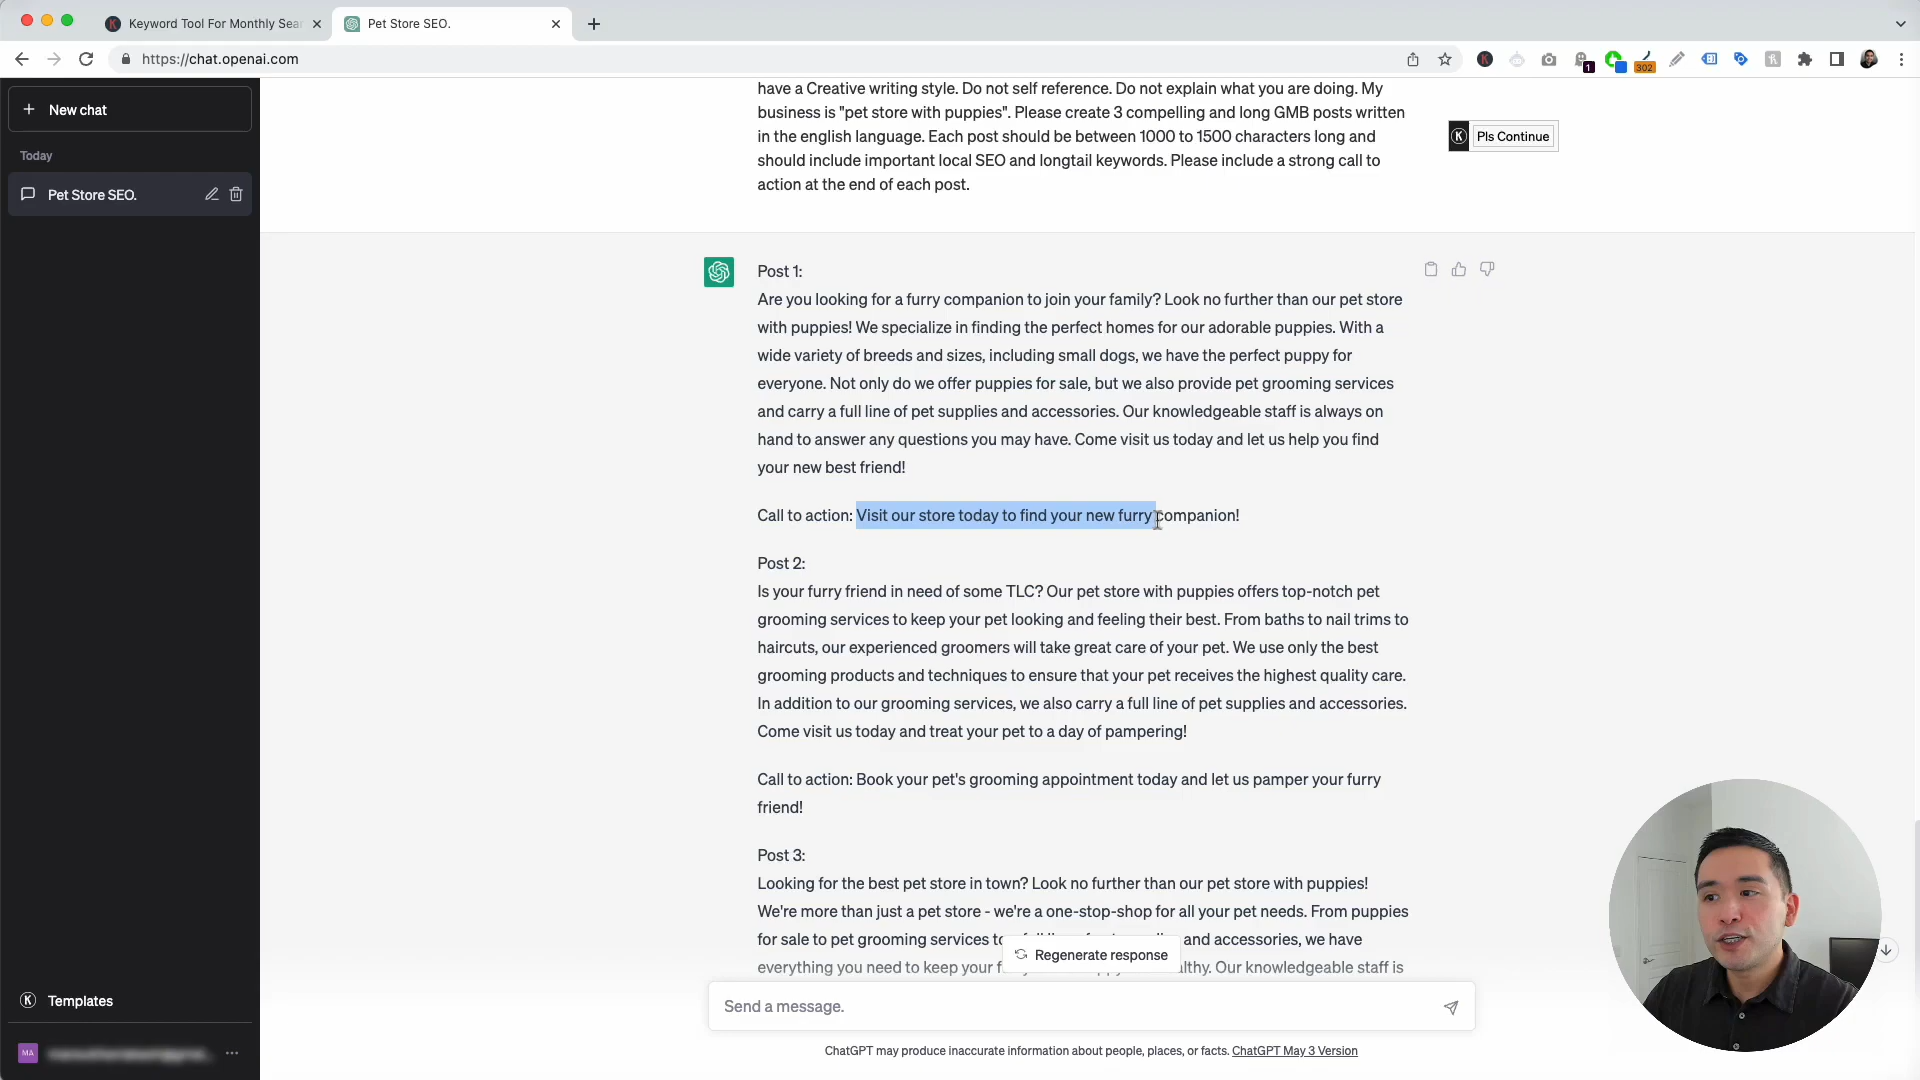 Keyword Tool For Monthly Sear
Pet Store SEO.
https://chat.openai.com
1
302
New chat
Today
Pet Store SEO.
have a Creative writing style. Do not self reference. Do not explain what you are doing. My
business is "pet store with puppies". Please create 3 compelling and long GMB posts written
in the english language. Each post should be between 1000 to 1500 characters long and
should include important local SEO and longtail keywords. Please include a strong call to
action at the end of each post.
K Pls Continue
Post 1:
Are you looking for a furry companion to join your family? Look no further than our pet store
with puppies! We specialize in finding the perfect homes for our adorable puppies. With a
wide variety of breeds and sizes, including small dogs, we have the perfect puppy for
everyone. Not only do we offer puppies for sale, but we also provide pet grooming services
and carry a full line of pet supplies and accessories. Our knowledgeable staff is always on
hand to answer any questions you may have. Come visit us today and let us help you find
your new best friend!
Call to action: Visit our store today to find your new furry companion!
Post 2:
Is your furry friend in need of some TLC? Our pet store with puppies offers top-notch pet
grooming services to keep your pet looking and feeling their best. From baths to nail trims to
haircuts, our experienced groomers will take great care of your pet. We use only the best
grooming products and techniques to ensure that your pet receives the highest quality care.
In addition to our grooming services, we also carry a full line of pet supplies and accessories.
Come visit us today and treat your pet to a day of pampering!
Call to action: Book your pet's grooming appointment today and let us pamper your furry
friend!
Post 3:
Looking for the best pet store in town? Look no further than our pet store with puppies!
We're more than just a pet store - we're a one-stop-shop for all your pet needs. From puppies
for sale to pet grooming services to and accessories, we have
everything you need to keep your Our knowledgeable staff is
Regenerate response
Send a message.
ChatGPT may produce inaccurate information about people, places, or facts. ChatGPT May 3 Version
K Templates
MA